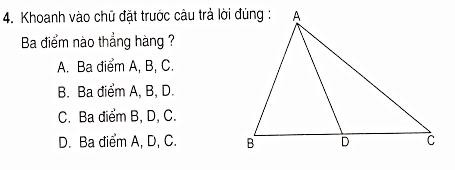 4. Khoanh vào chữ đặt trước câu trả lời đúng :
Ba điểm nào thẳng hàng ?
A. Ba điểm A, B, C.
B. Ba điểm A, B, D.
C. Ba điểm B, D, C.
D. Ba điểm A, D, C.
A
B
D
C